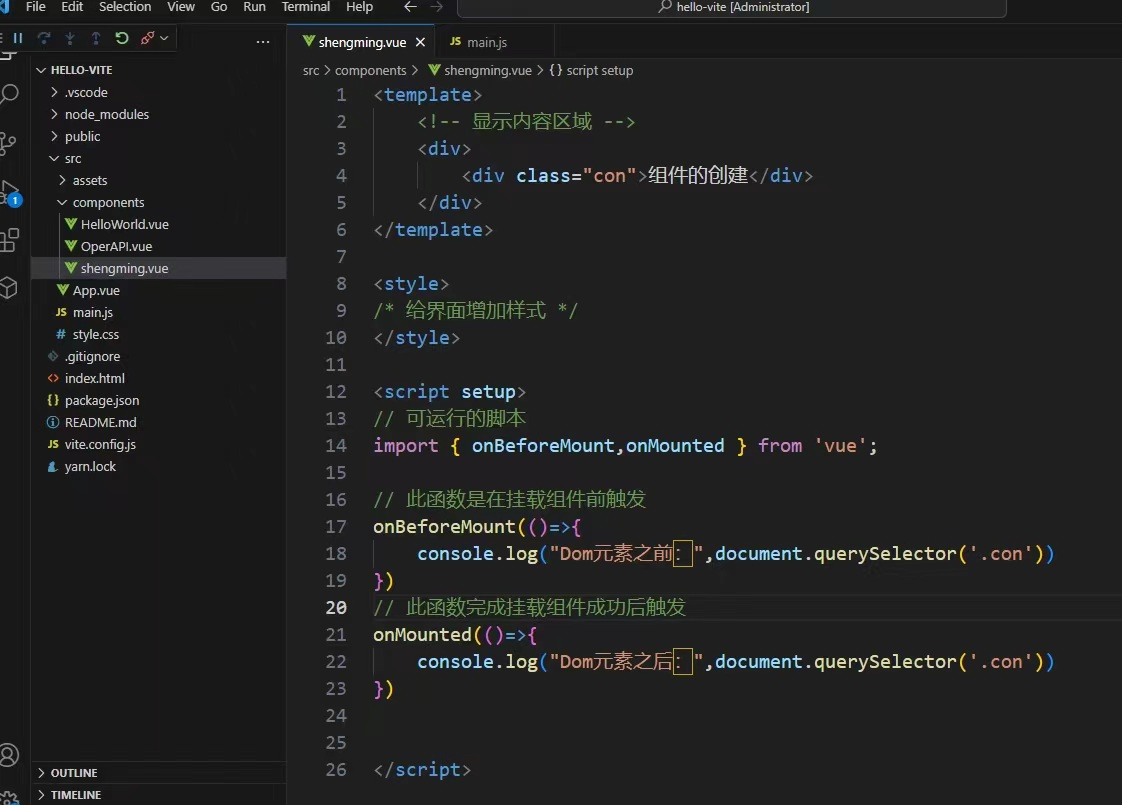 File Edit Selection View Go Run Terminal Help hello-vite [Administrator]
shengming.vue JS main.js
src > components > shengming.vue > {} script setup
HELLO-VITE
.vscode
node_modules
public
src
assets
components
HelloWorld.vue
OperAPI.vue
shengming.vue
App.vue
JS main.js
# style.css
.gitignore
index.html
{} package.json
README.md
JS vite.config.js
yarn.lock
OUTLINE
TIMELINE
1
1 <template>
2 <!-- 显示内容区域 -->
3 <div>
4 <div class="con">组件的创建</div>
5 </div>
6 </template>
7
8 <style>
9 /* 给界面增加样式 */
10 </style>
11
12 <script setup>
13 // 可运行的脚本
14 import { onBeforeMount,onMounted } from 'vue';
15
16 // 此函数是在挂载组件前触发
17 onBeforeMount(()=>{
18 console.log("Dom元素之前：",document.querySelector('.con'))
19 })
20 // 此函数完成挂载组件成功后触发
21 onMounted(()=>{
22 console.log("Dom元素之后：",document.querySelector('.con'))
23 })
24
25
26 </script>